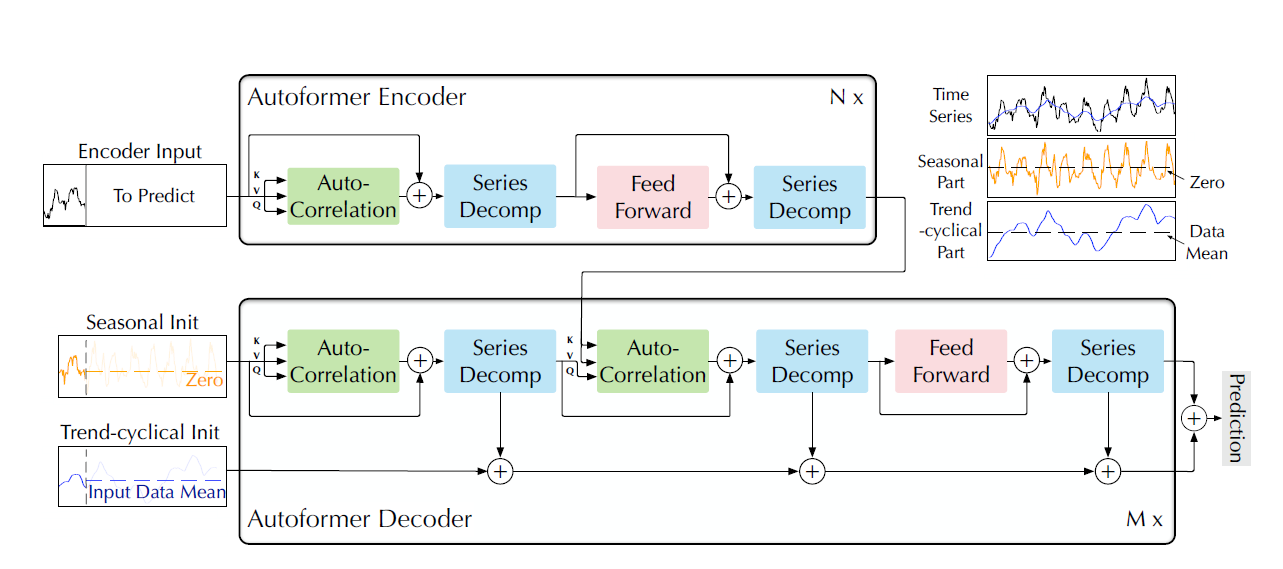 Autoformer Encoder
N x
Encoder Input
To Predict
K
V
Q
Auto-
Correlation
+
Series
Decomp
Feed
Forward
+
Series
Decomp
Time
Series
Seasonal
Part
Zero
Trend
-cyclical
Part
Data
Mean
Seasonal Init
Zero
K
V
Q
Auto-
Correlation
+
Series
Decomp
K
V
Q
Auto-
Correlation
+
Series
Decomp
Feed
Forward
+
Series
Decomp
+
Prediction
Trend-cyclical Init
Input Data Mean
+
+
+
Autoformer Decoder
M x